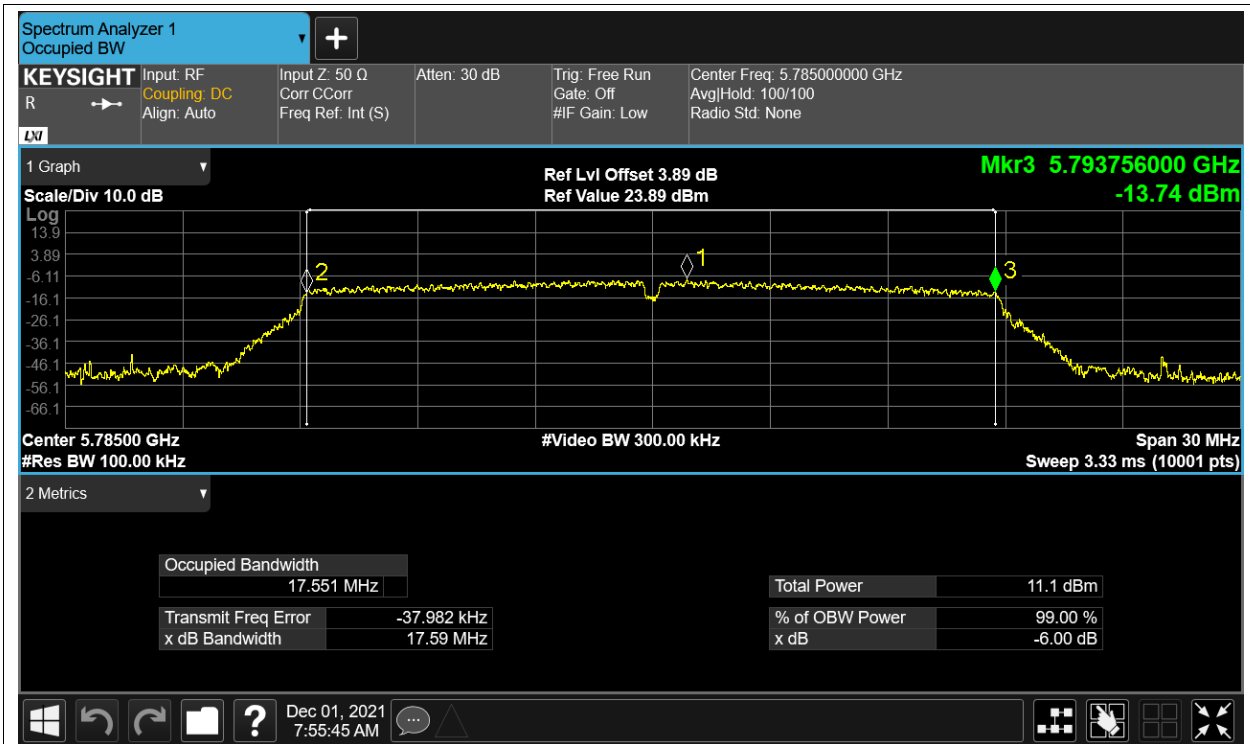 Spectrum Analyzer 1
Occupied BW
KEYSIGHT
R
LXI
Input: RF
Coupling: DC
Align: Auto
Input Z: 50 Ω
Corr CCorr
Freq Ref: Int (S)
Atten: 30 dB
Trig: Free Run
Gate: Off
#IF Gain: Low
Center Freq: 5.785000000 GHz
Avg|Hold: 100/100
Radio Std: None
1 Graph
Scale/Div 10.0 dB
Ref Lvl Offset 3.89 dB
Ref Value 23.89 dBm
Mkr3 5.793756000 GHz
-13.74 dBm
Log
13.9
3.89
-6.11
-16.1
-26.1
-36.1
-46.1
-56.1
-66.1
2
1
3
Center 5.78500 GHz
#Res BW 100.00 kHz
#Video BW 300.00 kHz
Span 30 MHz
Sweep 3.33 ms (10001 pts)
2 Metrics
Occupied Bandwidth
17.551 MHz
Transmit Freq Error -37.982 kHz
x dB Bandwidth 17.59 MHz
Total Power 11.1 dBm
% of OBW Power 99.00 %
x dB -6.00 dB
?
Dec 01, 2021
7:55:45 AM